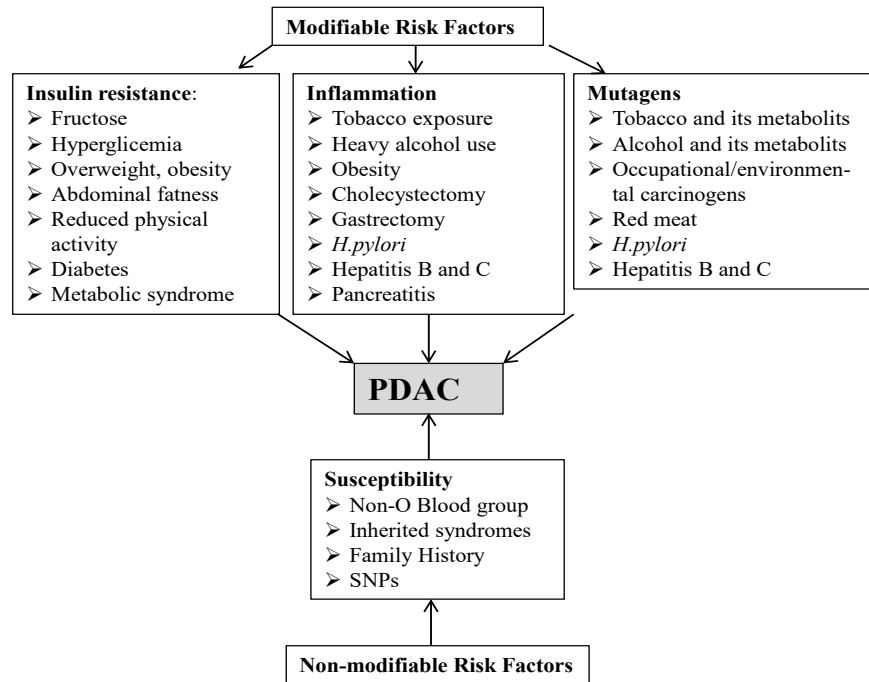 Modifiable Risk Factors
Insulin resistance:
➢ Fructose
➢ Hyperglicemia
➢ Overweight, obesity
➢ Abdominal fatness
➢ Reduced physical
activity
➢ Diabetes
➢ Metabolic syndrome
Inflammation
➢ Tobacco exposure
➢ Heavy alcohol use
➢ Obesity
➢ Cholecystectomy
➢ Gastrectomy
➢ H.pylori
➢ Hepatitis B and C
➢ Pancreatitis
Mutagens
➢ Tobacco and its metabolits
➢ Alcohol and its metabolits
➢ Occupational/environmen-
tal carcinogens
➢ Red meat
➢ H.pylori
➢ Hepatitis B and C
PDAC
Susceptibility
➢ Non-O Blood group
➢ Inherited syndromes
➢ Family History
➢ SNPs
Non-modifiable Risk Factors